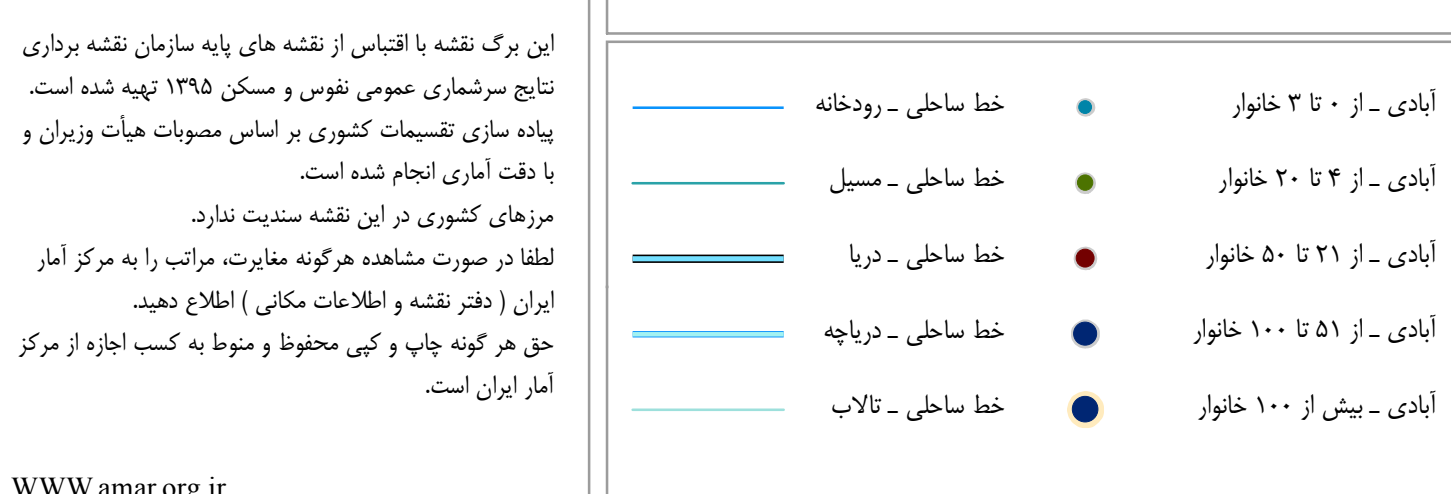 آبادی ـ از ۰ تا ۳ خانوار
خط ساحلی ـ رودخانه
آبادی ـ از ۴ تا ۲۰ خانوار
خط ساحلی ـ مسیل
آبادی ـ از ۲۱ تا ۵۰ خانوار
خط ساحلی ـ دریا
آبادی ـ از ۵۱ تا ۱۰۰ خانوار
خط ساحلی ـ دریاچه
آبادی ـ بیش از ۱۰۰ خانوار
خط ساحلی ـ تالاب
این برگ نقشه با اقتباس از نقشه های پایه سازمان نقشه برداری
نتایج سرشماری عمومی نفوس و مسکن ۱۳۹۵ تهیه شده است.
پیاده سازی تقسیمات کشوری بر اساس مصوبات هیأت وزیران و
با دقت آماری انجام شده است.
مرزهای کشوری در این نقشه سندیت ندارد.
لطفا در صورت مشاهده هرگونه مغایرت، مراتب را به مرکز آمار
ایران ( دفتر نقشه و اطلاعات مکانی ) اطلاع دهید.
حق هر گونه چاپ و کپی محفوظ و منوط به کسب اجازه از مرکز
آمار ایران است.
WWW.amar.org.ir